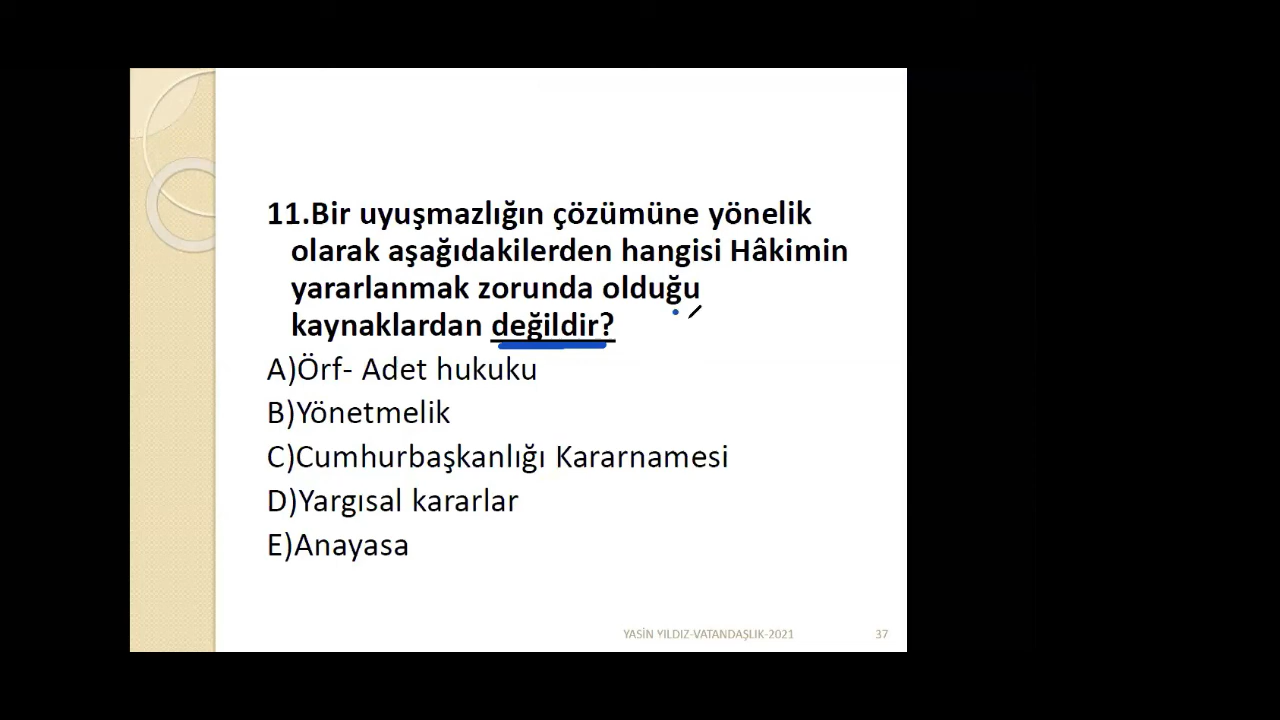 11.Bir uyuşmazlığın çözümüne yönelik
olarak aşağıdakilerden hangisi Hâkimin
yararlanmak zorunda olduğu
kaynaklardan değildir?
A)Örf- Adet hukuku
B)Yönetmelik
C)Cumhurbaşkanlığı Kararnamesi
D)Yargısal kararlar
E)Anayasa
YASİN YILDIZ-VATANDAŞLIK-2021 37